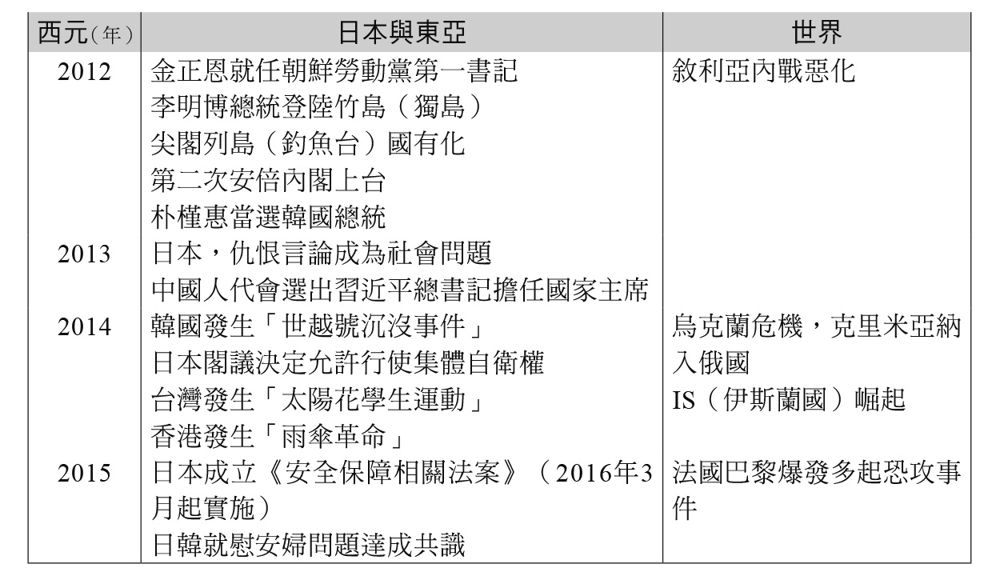 西元（年） 日本與東亞 世界
2012 金正恩就任朝鮮勞動黨第一書記 敘利亞內戰惡化
李明博總統登陸竹島（獨島）
尖閣列島（釣魚台）國有化
第二次安倍內閣上台
朴槿惠當選韓國總統
2013 日本，仇恨言論成為社會問題
中國人代會選出習近平總書記擔任國家主席
2014 韓國發生「世越號沉沒事件」 烏克蘭危機，克里米亞納
日本閣議決定允許行使集體自衛權 入俄國
台灣發生「太陽花學生運動」 IS（伊斯蘭國）崛起
香港發生「雨傘革命」
2015 日本成立《安全保障相關法案》（2016年3 法國巴黎爆發多起恐攻事
月起實施） 件
日韓就慰安婦問題達成共識